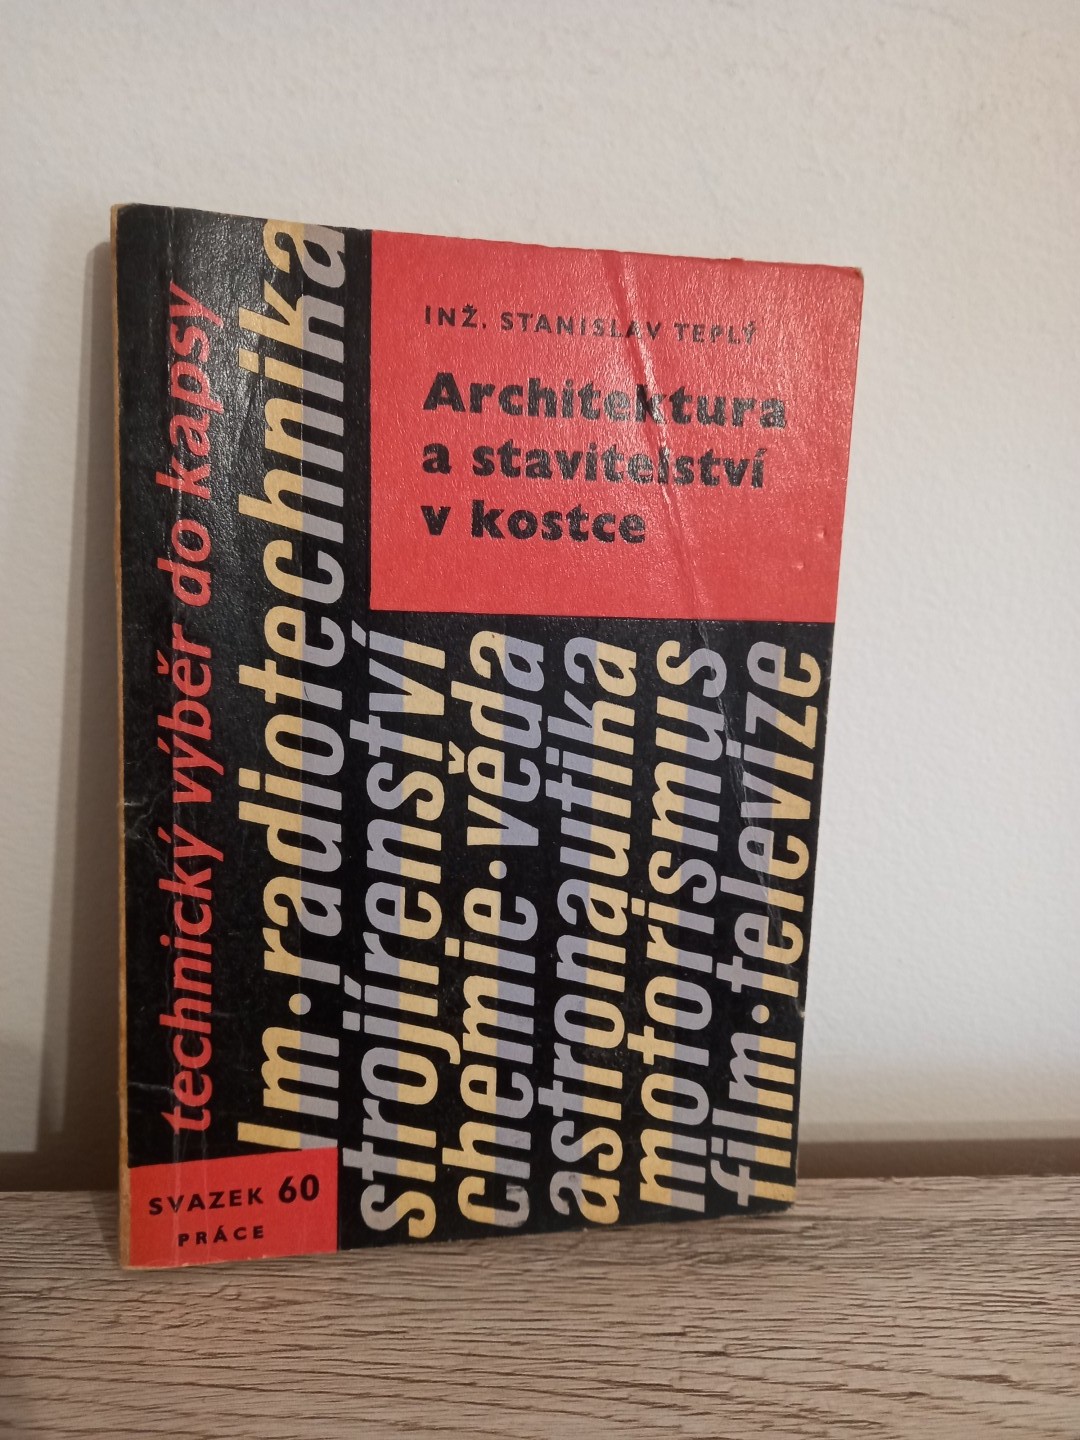 INŽ. STANISLAV TEPLÝ
Architektura
a stavitelství
v kostce
technický výběr do kapsy
lm·radiotechnika
strojírenství
chemie·věda
astronautika
motorismus
film·televize
SVAZEK 60
PRÁCE